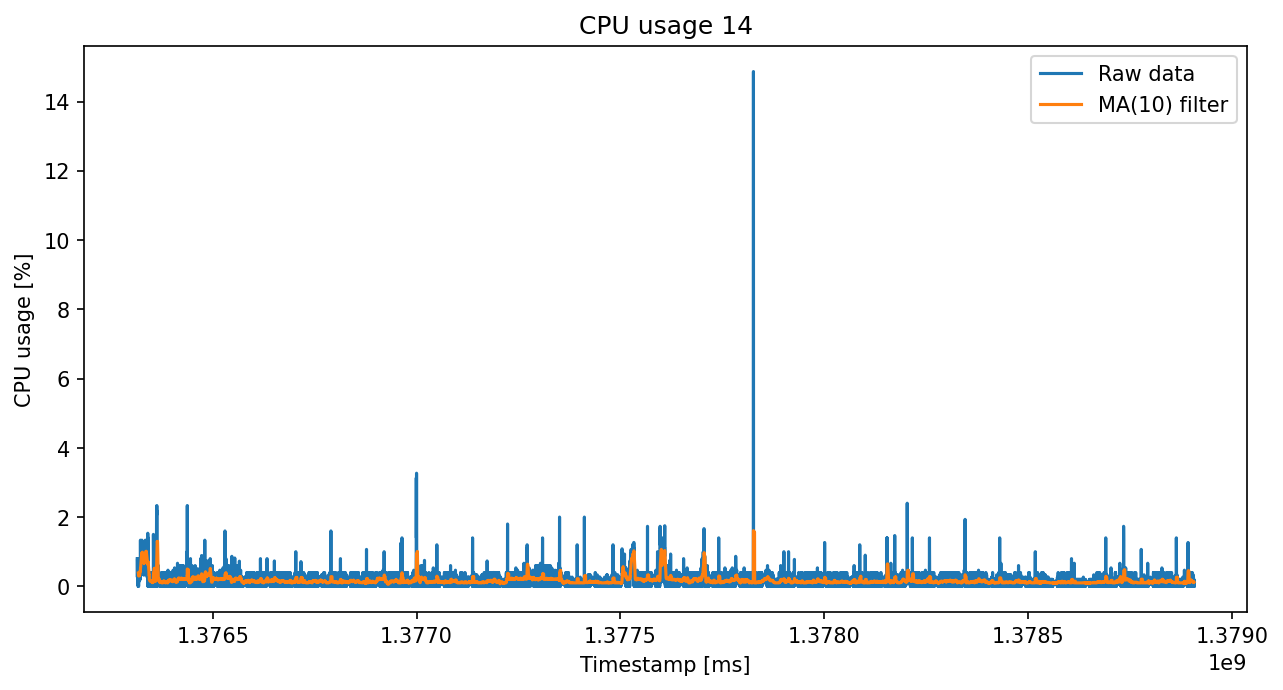 CPU usage 14
Raw data
MA(10) filter
CPU usage [%]
14
12
10
8
6
4
2
0
1.3765 1.3770 1.3775 1.3780 1.3785 1.3790
1e9
Timestamp [ms]